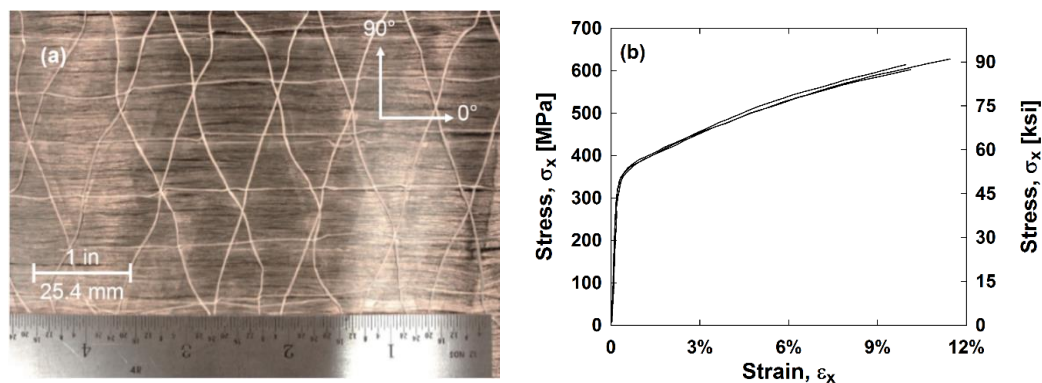 (a)
90°
0°
1 in
25.4 mm
4 3 2 1
(b)
Stress, σx [MPa]
700
600
500
400
300
200
100
0
Stress, σx [ksi]
90
75
60
45
30
15
0
0 3% 6% 9% 12%
Strain, εx